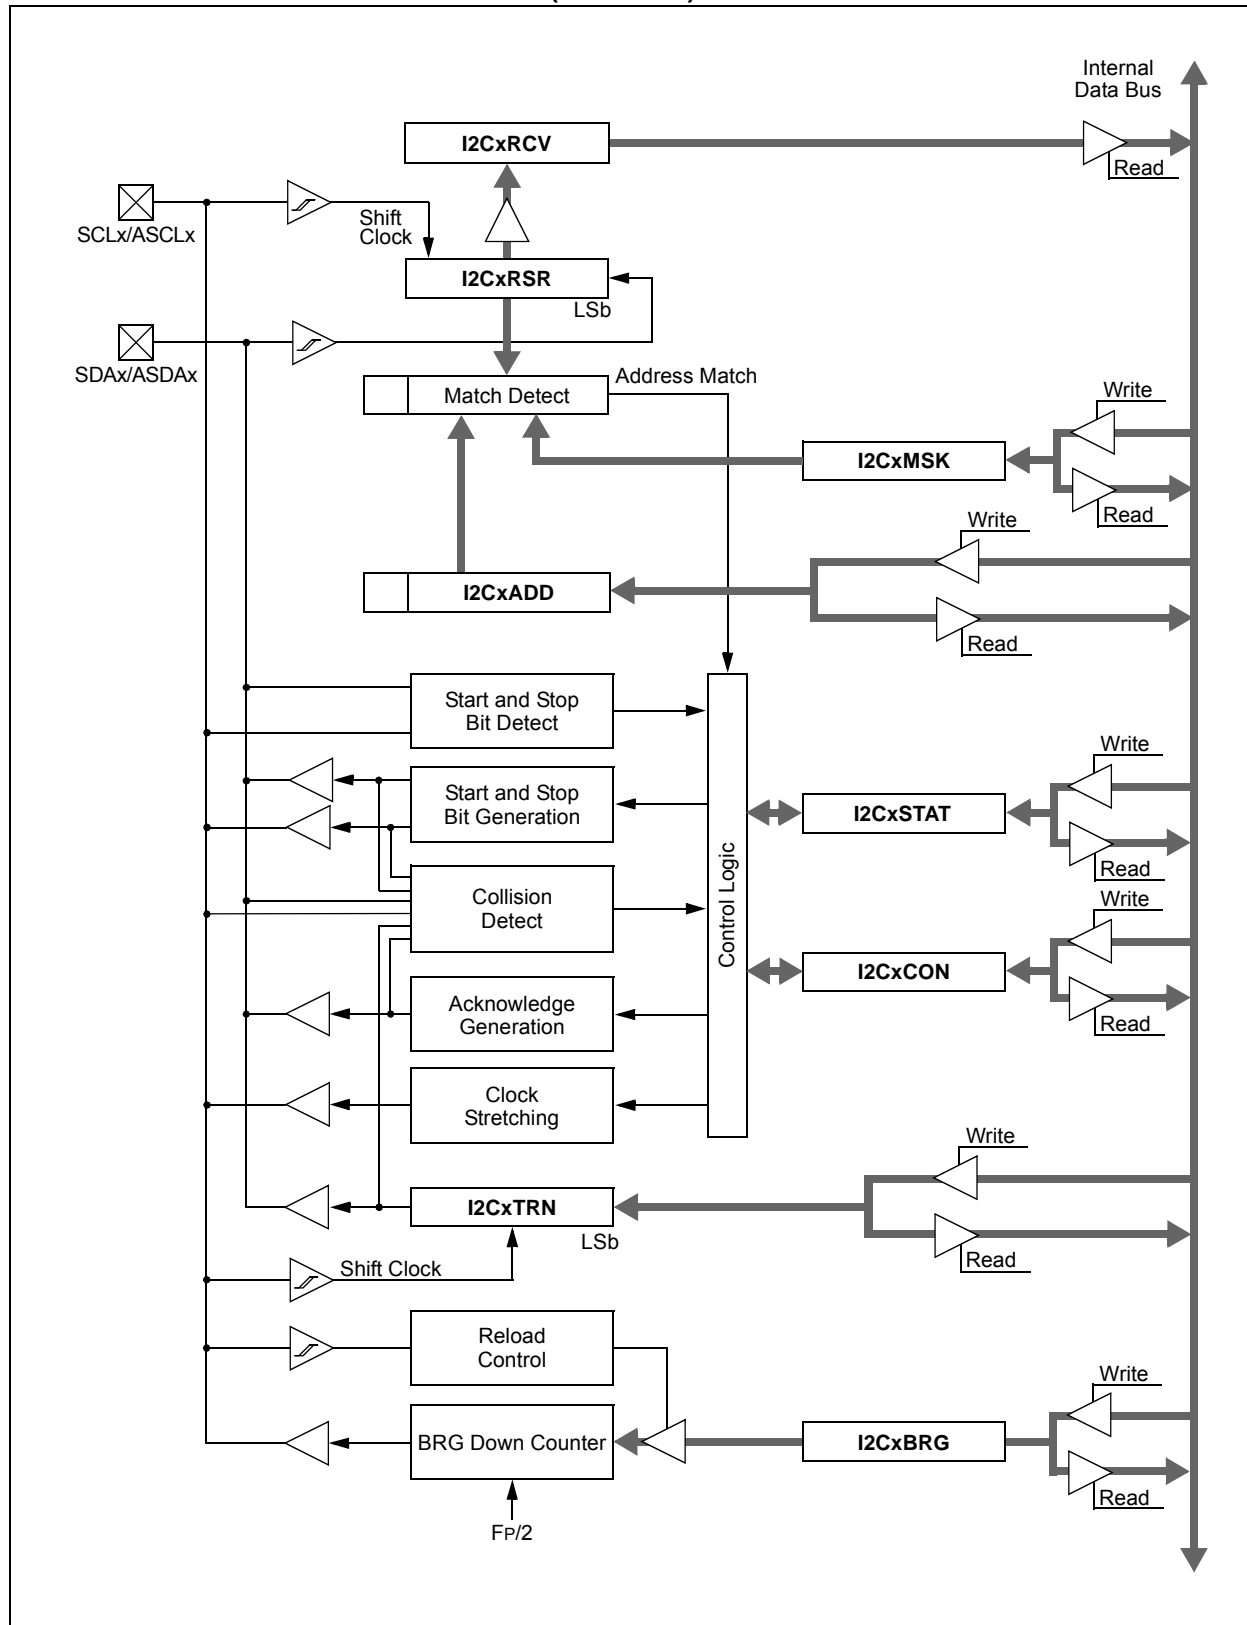 Internal
Data Bus
I2CxRCV
Read
SCLx/ASCLx
Shift
Clock
I2CxRSR
LSb
SDAx/ASDAx
Address Match
Match Detect
Write
I2CxMSK
Read
Write
I2CxADD
Read
Start and Stop
Bit Detect
Write
Start and Stop
Bit Generation
I2CxSTAT
Read
Control Logic
Collision
Detect
Write
I2CxCON
Acknowledge
Generation
Read
Clock
Stretching
Write
I2CxTRN
LSb
Read
Shift Clock
Reload
Control
Write
BRG Down Counter
I2CxBRG
Read
FP/2